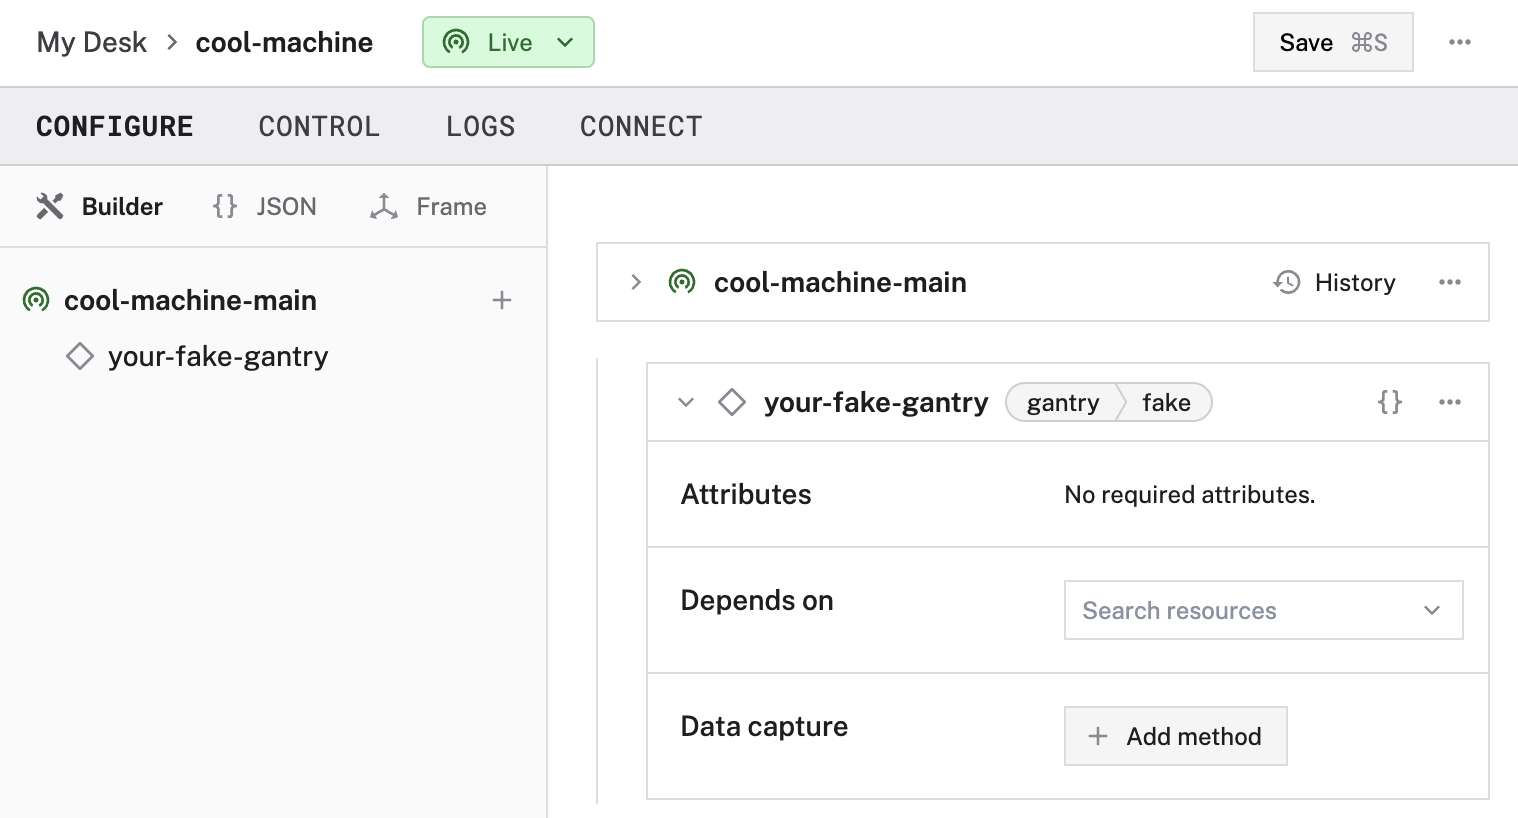 My Desk > cool-machine Live Save ⌘S ...
CONFIGURE CONTROL LOGS CONNECT
Builder {} JSON Frame
cool-machine-main +
your-fake-gantry
cool-machine-main History ...
your-fake-gantry gantry fake {} ...
Attributes No required attributes.
Depends on Search resources
Data capture + Add method